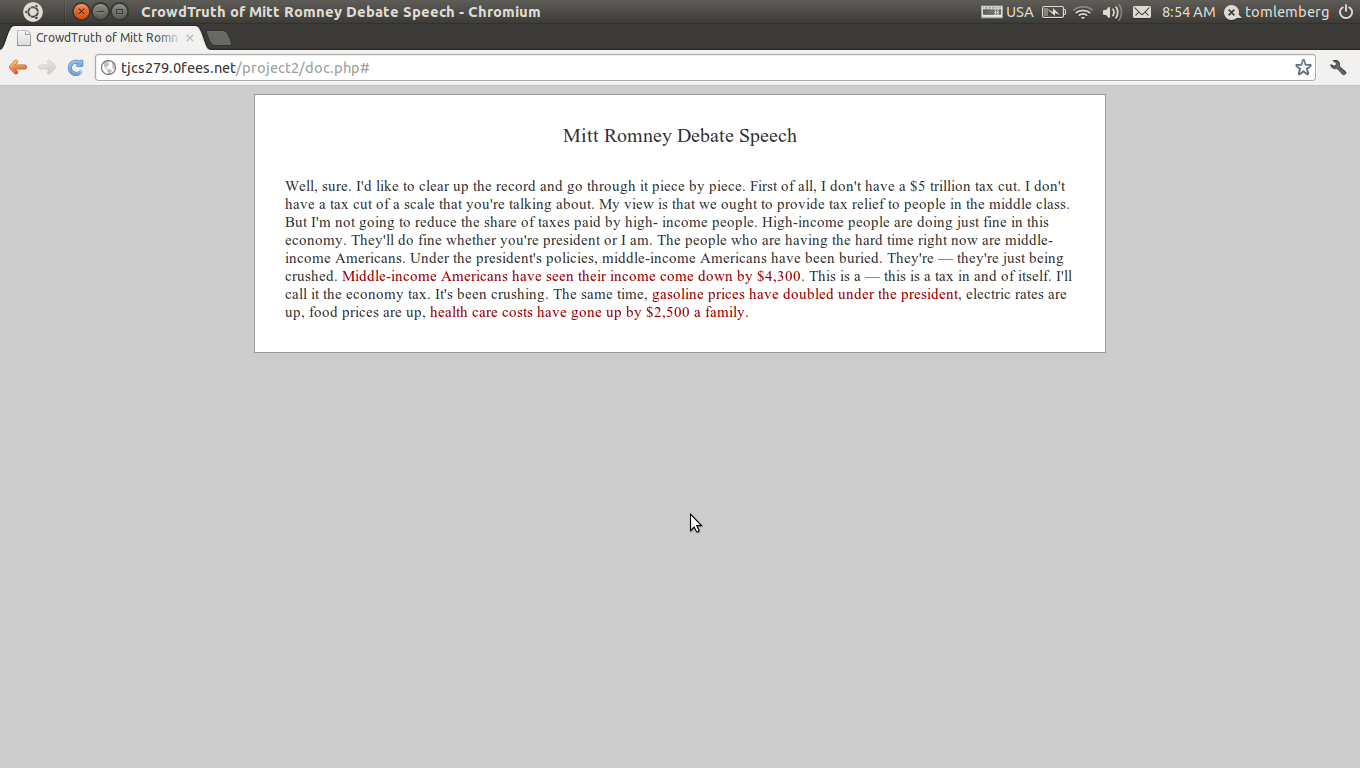 CrowdTruth of Mitt Romney Debate Speech - Chromium
USA
8:54 AM
tomlemberg
CrowdTruth of Mitt Romn
tjcs279.0fees.net/project2/doc.php#
Mitt Romney Debate Speech
Well, sure. I'd like to clear up the record and go through it piece by piece. First of all, I don't have a $5 trillion tax cut. I don't
have a tax cut of a scale that you're talking about. My view is that we ought to provide tax relief to people in the middle class.
But I'm not going to reduce the share of taxes paid by high- income people. High-income people are doing just fine in this
economy. They'll do fine whether you're president or I am. The people who are having the hard time right now are middle-
income Americans. Under the president's policies, middle-income Americans have been buried. They're — they're just being
crushed. Middle-income Americans have seen their income come down by $4,300. This is a — this is a tax in and of itself. I'll
call it the economy tax. It's been crushing. The same time, gasoline prices have doubled under the president, electric rates are
up, food prices are up, health care costs have gone up by $2,500 a family.